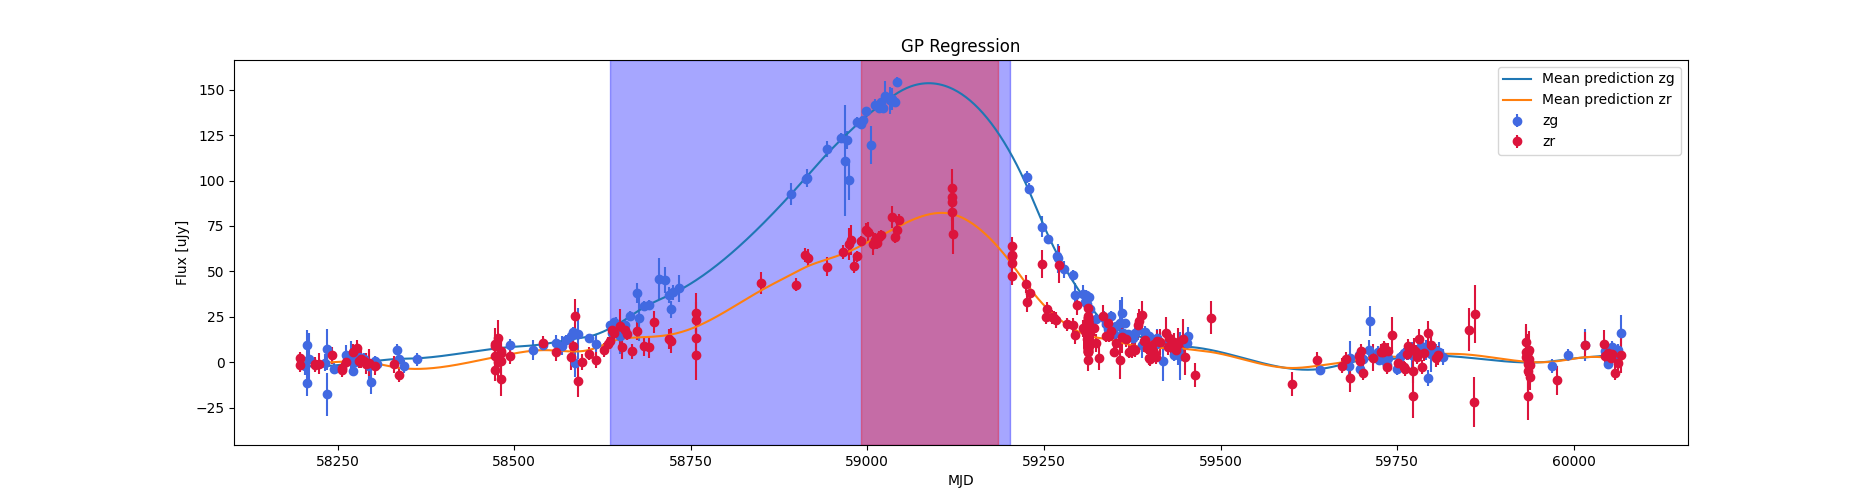 GP Regression
Mean prediction zg
Mean prediction zr
zg
zr
Flux [uJy]
150
125
100
75
50
25
0
−25
58250
58500
58750
59000
59250
59500
59750
60000
MJD